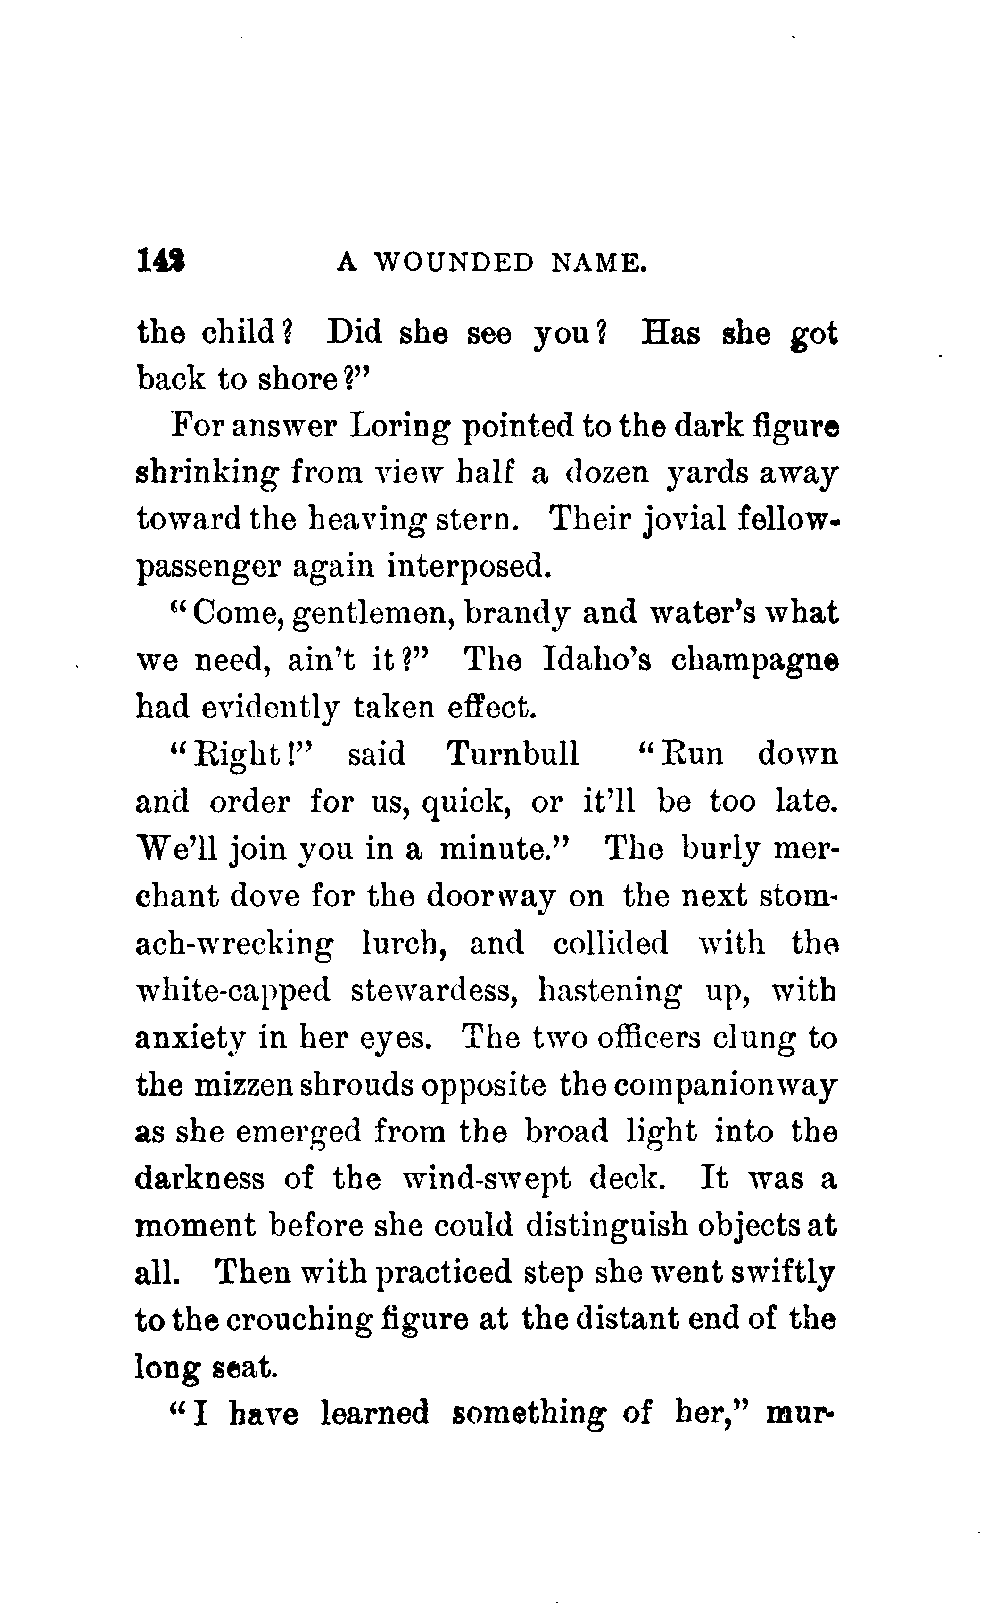 142 A WOUNDED NAME.
the child? Did she see you? Has she got
back to shore?"
For answer Loring pointed to the dark figure
shrinking from view half a dozen yards away
toward the heaving stern. Their jovial fellow-
passenger again interposed.
"Come, gentlemen, brandy and water's what
we need, ain't it?" The Idaho's champagne
had evidently taken effect.
"Right!" said Turnbull "Run down
and order for us, quick, or it'll be too late.
We'll join you in a minute." The burly mer-
chant dove for the doorway on the next stom-
ach-wrecking lurch, and collided with the
white-capped stewardess, hastening up, with
anxiety in her eyes. The two officers clung to
the mizzen shrouds opposite the companionway
as she emerged from the broad light into the
darkness of the wind-swept deck. It was a
moment before she could distinguish objects at
all. Then with practiced step she went swiftly
to the crouching figure at the distant end of the
long seat.
"I have learned something of her," mur-